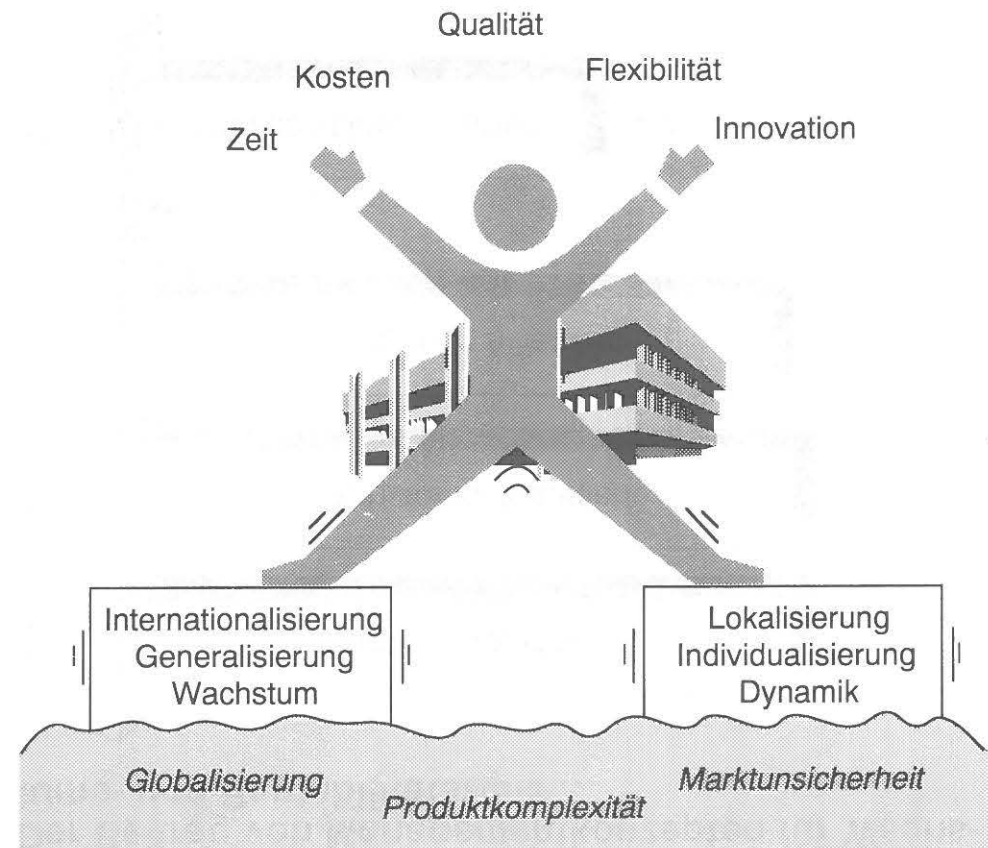 Qualität
Kosten
Flexibilität
Zeit
Innovation
Internationalisierung
Generalisierung
Wachstum
Lokalisierung
Individualisierung
Dynamik
Globalisierung
Marktunsicherheit
Produktkomplexität